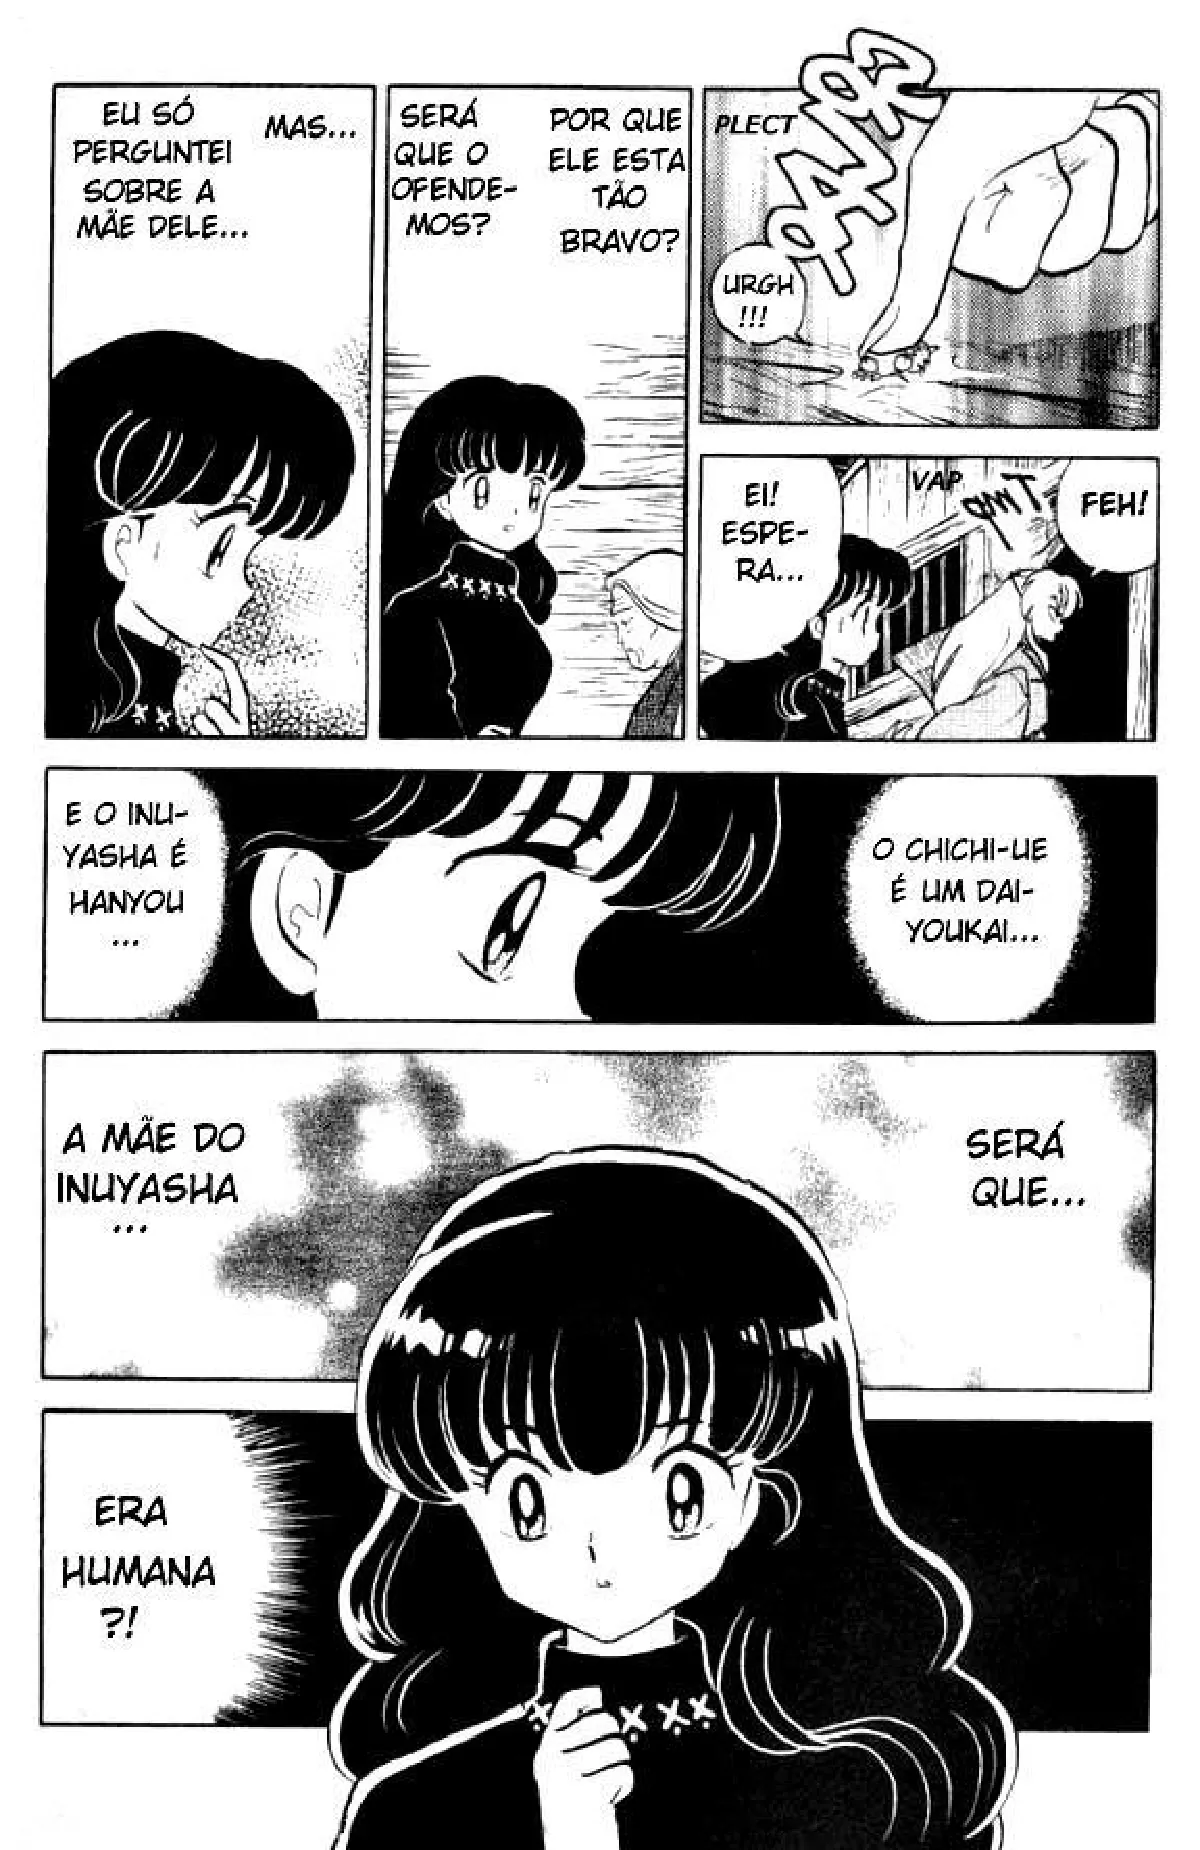 PLECT
URGH
!!!
VAP
FEH!
EI!
ESPE-
RA...
POR QUE
ELE ESTA
TÃO
BRAVO?
SERÁ
QUE O
OFENDE-
MOS?
MAS...
EU SÓ
PERGUNTEI
SOBRE A
MÃE DELE...
O CHICHI-UE
É UM DAI-
YOUKAI...
E O INU-
YASHA É
HANYOU
...
SERÁ
QUE...
A MÃE DO
INUYASHA
...
ERA
HUMANA
?!